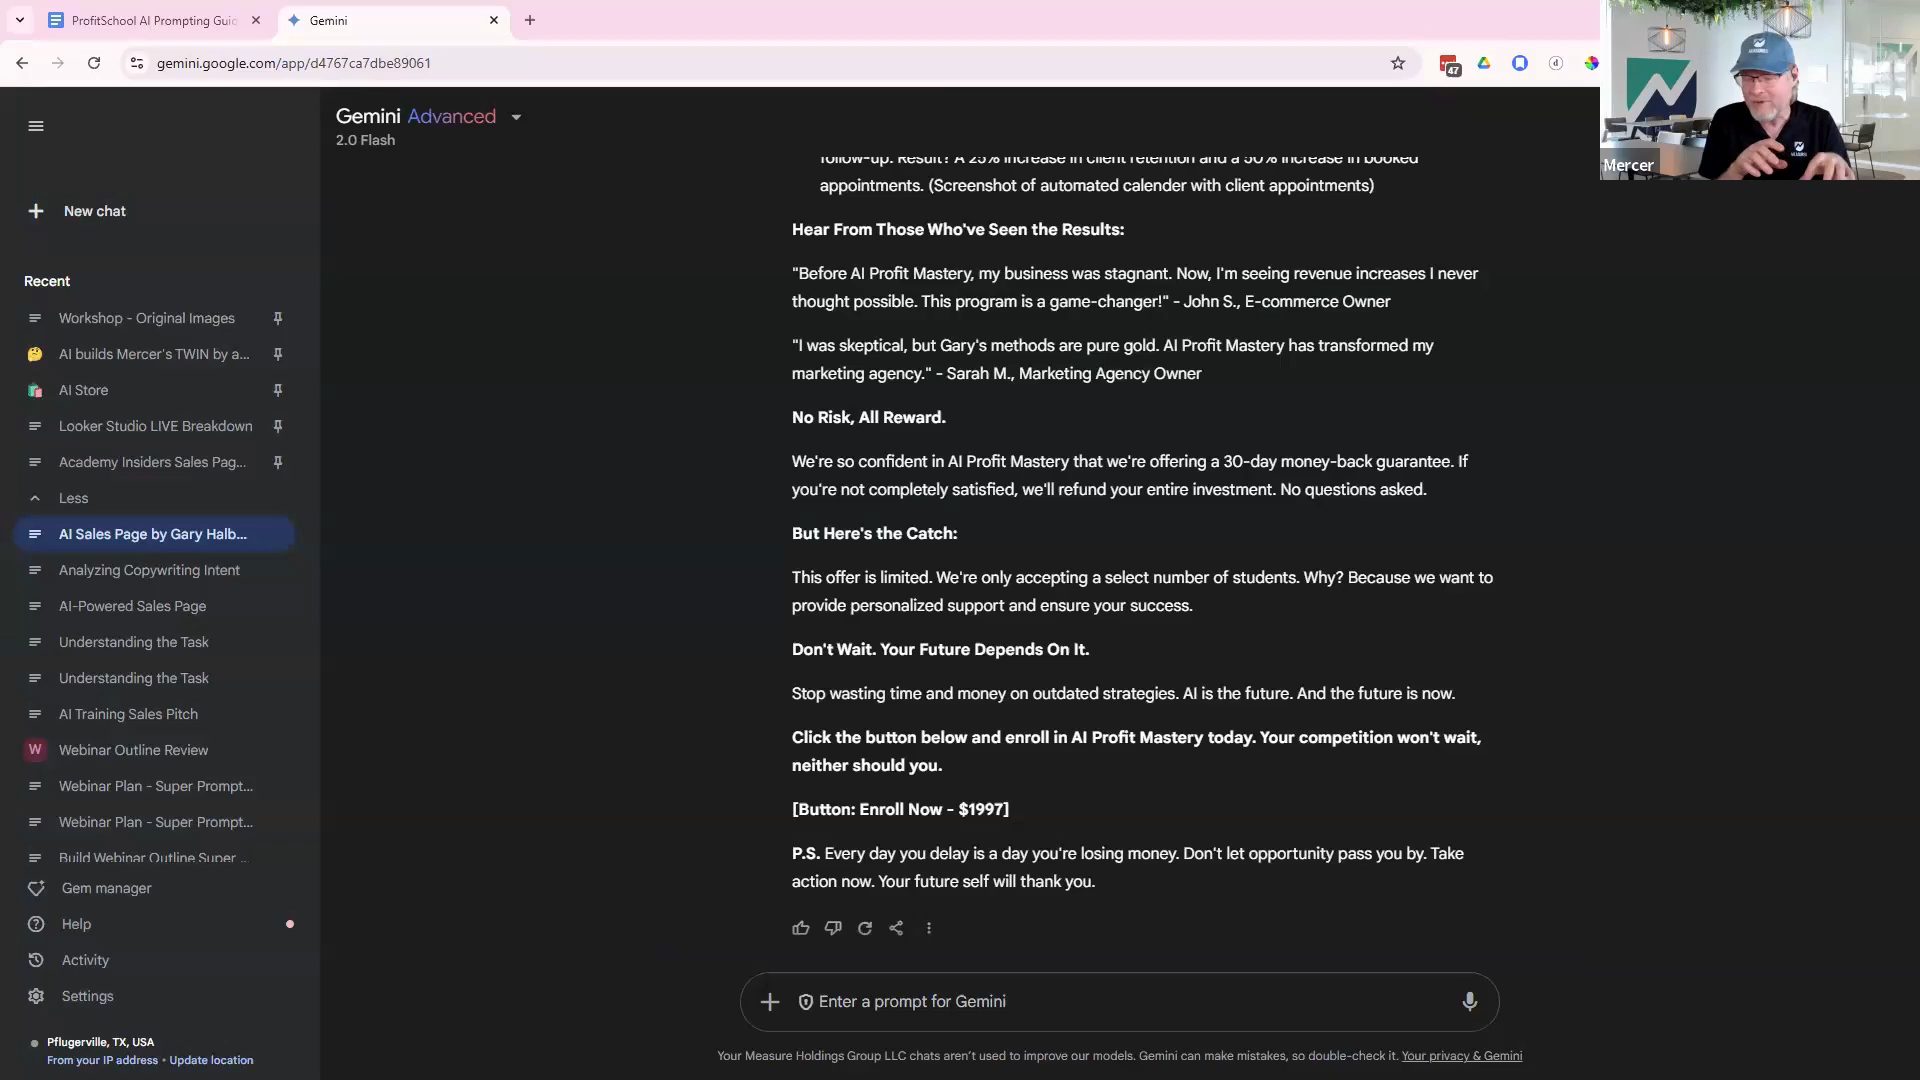 ProfitSchool AI Prompting Guid
Gemini
gemini.google.com/app/d4767ca7dbe89061
47
Mercer
Gemini Advanced
2.0 Flash
New chat
Recent
Workshop - Original Images
AI builds Mercer's TWIN by a...
AI Store
Looker Studio LIVE Breakdown
Academy Insiders Sales Pag...
Less
AI Sales Page by Gary Halb...
Analyzing Copywriting Intent
AI-Powered Sales Page
Understanding the Task
Understanding the Task
AI Training Sales Pitch
W Webinar Outline Review
Webinar Plan - Super Prompt...
Webinar Plan - Super Prompt...
Build Webinar Outline Super ...
Gem manager
Help
Activity
Settings
Pflugerville, TX, USA
From your IP address • Update location
follow-up. Result? A 25% increase in client retention and a 50% increase in booked
appointments. (Screenshot of automated calender with client appointments)
Hear From Those Who've Seen the Results:
"Before AI Profit Mastery, my business was stagnant. Now, I'm seeing revenue increases I never
thought possible. This program is a game-changer!" - John S., E-commerce Owner
"I was skeptical, but Gary's methods are pure gold. AI Profit Mastery has transformed my
marketing agency." - Sarah M., Marketing Agency Owner
No Risk, All Reward.
We're so confident in AI Profit Mastery that we're offering a 30-day money-back guarantee. If
you're not completely satisfied, we'll refund your entire investment. No questions asked.
But Here's the Catch:
This offer is limited. We're only accepting a select number of students. Why? Because we want to
provide personalized support and ensure your success.
Don't Wait. Your Future Depends On It.
Stop wasting time and money on outdated strategies. AI is the future. And the future is now.
Click the button below and enroll in AI Profit Mastery today. Your competition won't wait,
neither should you.
[Button: Enroll Now - $1997]
P.S. Every day you delay is a day you're losing money. Don't let opportunity pass you by. Take
action now. Your future self will thank you.
Enter a prompt for Gemini
Your Measure Holdings Group LLC chats aren't used to improve our models. Gemini can make mistakes, so double-check it. Your privacy & Gemini